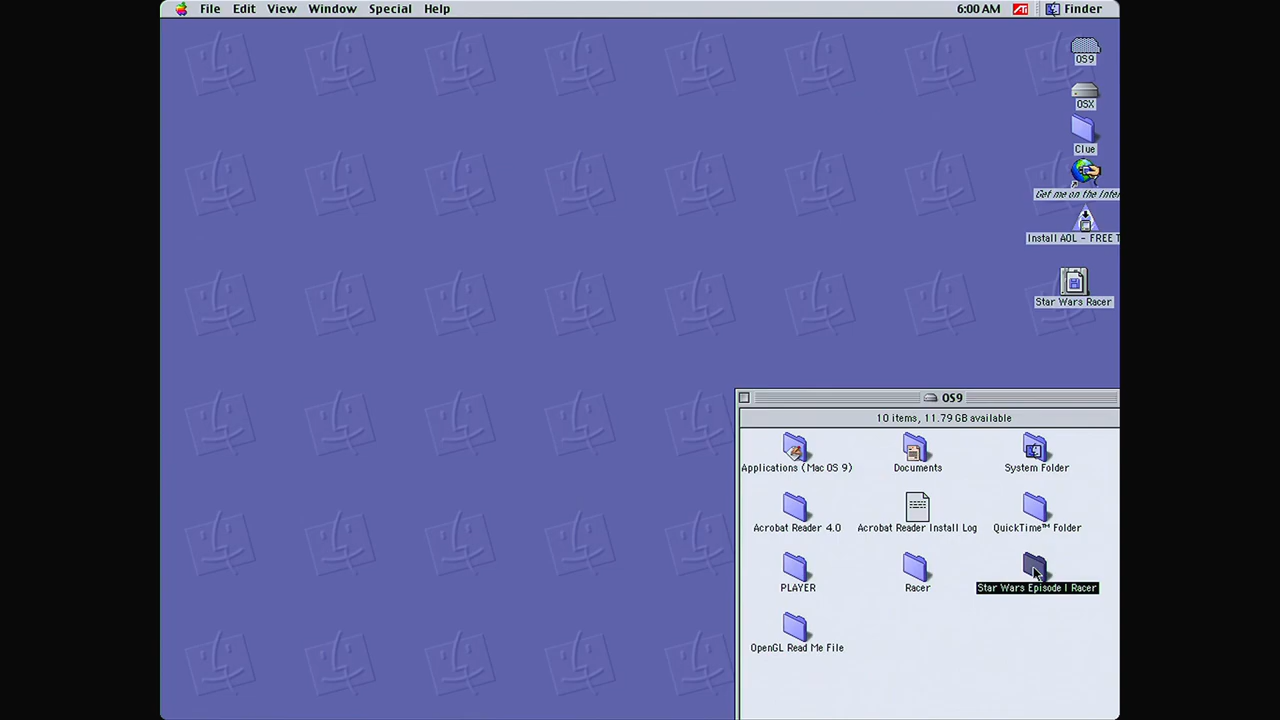 File Edit View Window Special Help
6:00 AM ATI Finder
OS9
OSX
Clue
Get me on the Inter
Install AOL - FREE T
Star Wars Racer
OS9
10 items, 11.79 GB available
Applications (Mac OS 9) Documents System Folder
Acrobat Reader 4.0 Acrobat Reader Install Log QuickTime™ Folder
PLAYER Racer Star Wars Episode I Racer
OpenGL Read Me File